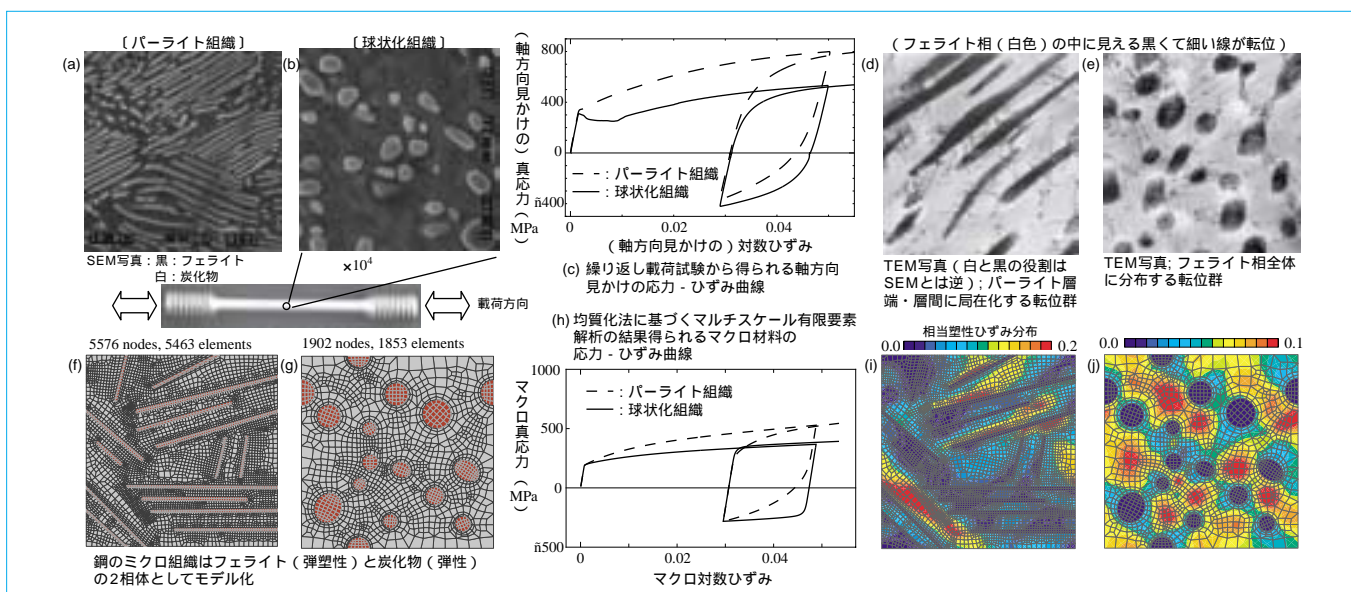 〔パーライト組織〕
〔球状化組織〕
(a)
(b)
SEM写真：黒：フェライト
白：炭化物
×10⁴
載荷方向
（軸方向見かけの）真応力（MPa）
800
400
0
ñ400
0
0.02
0.04
：パーライト組織
：球状化組織
（軸方向見かけの）対数ひずみ
(c) 繰り返し載荷試験から得られる軸方向
見かけの応力 - ひずみ曲線
（フェライト相（白色）の中に見える黒くて細い線が転位）
(d)
(e)
TEM写真（白と黒の役割は
SEMとは逆）; パーライト層
端・層間に局在化する転位群
TEM写真; フェライト相全体
に分布する転位群
5576 nodes, 5463 elements
1902 nodes, 1853 elements
(f)
(g)
鋼のミクロ組織はフェライト（弾塑性）と炭化物（弾性）
の2相体としてモデル化
(h) 均質化法に基づくマルチスケール有限要素
解析の結果得られるマクロ材料の
応力 - ひずみ曲線
マクロ真応力（MPa）
1000
500
0
ñ500
0
0.02
0.04
：パーライト組織
：球状化組織
マクロ対数ひずみ
相当塑性ひずみ分布
0.0
0.2
0.0
0.1
(i)
(j)